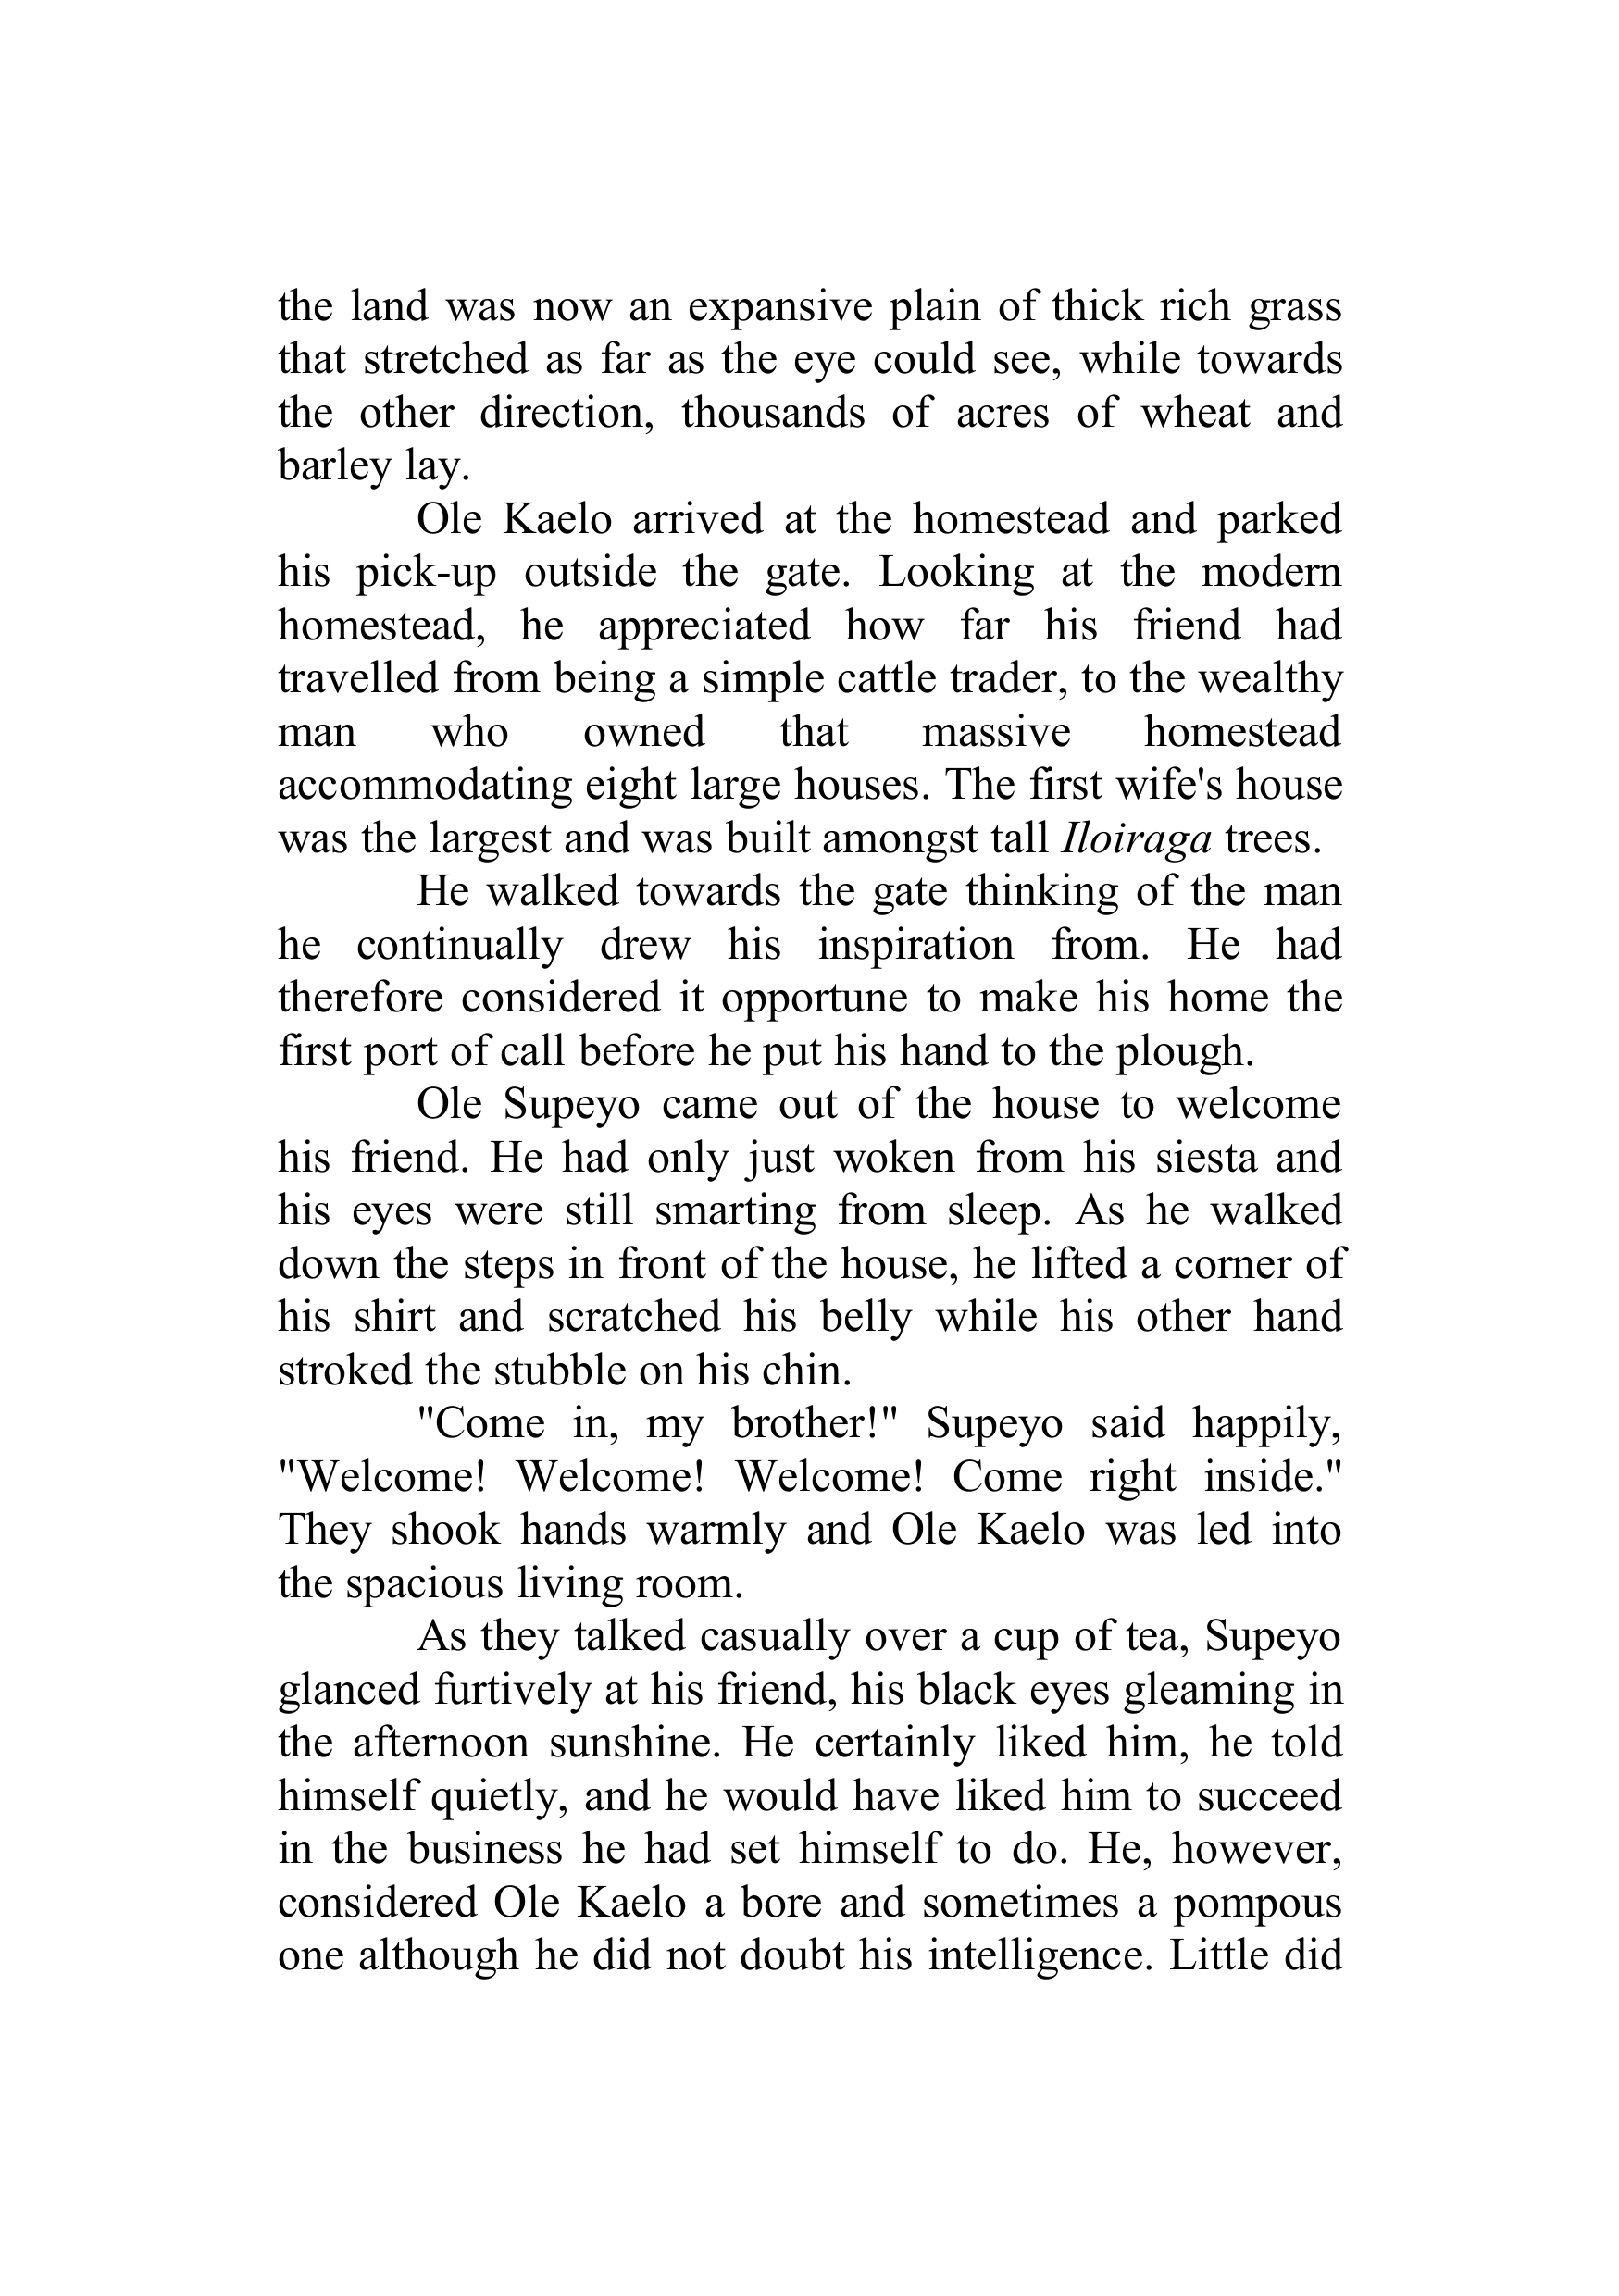 the land was now an expansive plain of thick rich grass
that stretched as far as the eye could see, while towards
the other direction, thousands of acres of wheat and
barley lay.
Ole Kaelo arrived at the homestead and parked
his pick-up outside the gate. Looking at the modern
homestead, he appreciated how far his friend had
travelled from being a simple cattle trader, to the wealthy
man who owned that massive homestead
accommodating eight large houses. The first wife's house
was the largest and was built amongst tall Iloiraga trees.
He walked towards the gate thinking of the man
he continually drew his inspiration from. He had
therefore considered it opportune to make his home the
first port of call before he put his hand to the plough.
Ole Supeyo came out of the house to welcome
his friend. He had only just woken from his siesta and
his eyes were still smarting from sleep. As he walked
down the steps in front of the house, he lifted a corner of
his shirt and scratched his belly while his other hand
stroked the stubble on his chin.
"Come in, my brother!" Supeyo said happily,
"Welcome! Welcome! Welcome! Come right inside."
They shook hands warmly and Ole Kaelo was led into
the spacious living room.
As they talked casually over a cup of tea, Supeyo
glanced furtively at his friend, his black eyes gleaming in
the afternoon sunshine. He certainly liked him, he told
himself quietly, and he would have liked him to succeed
in the business he had set himself to do. He, however,
considered Ole Kaelo a bore and sometimes a pompous
one although he did not doubt his intelligence. Little did